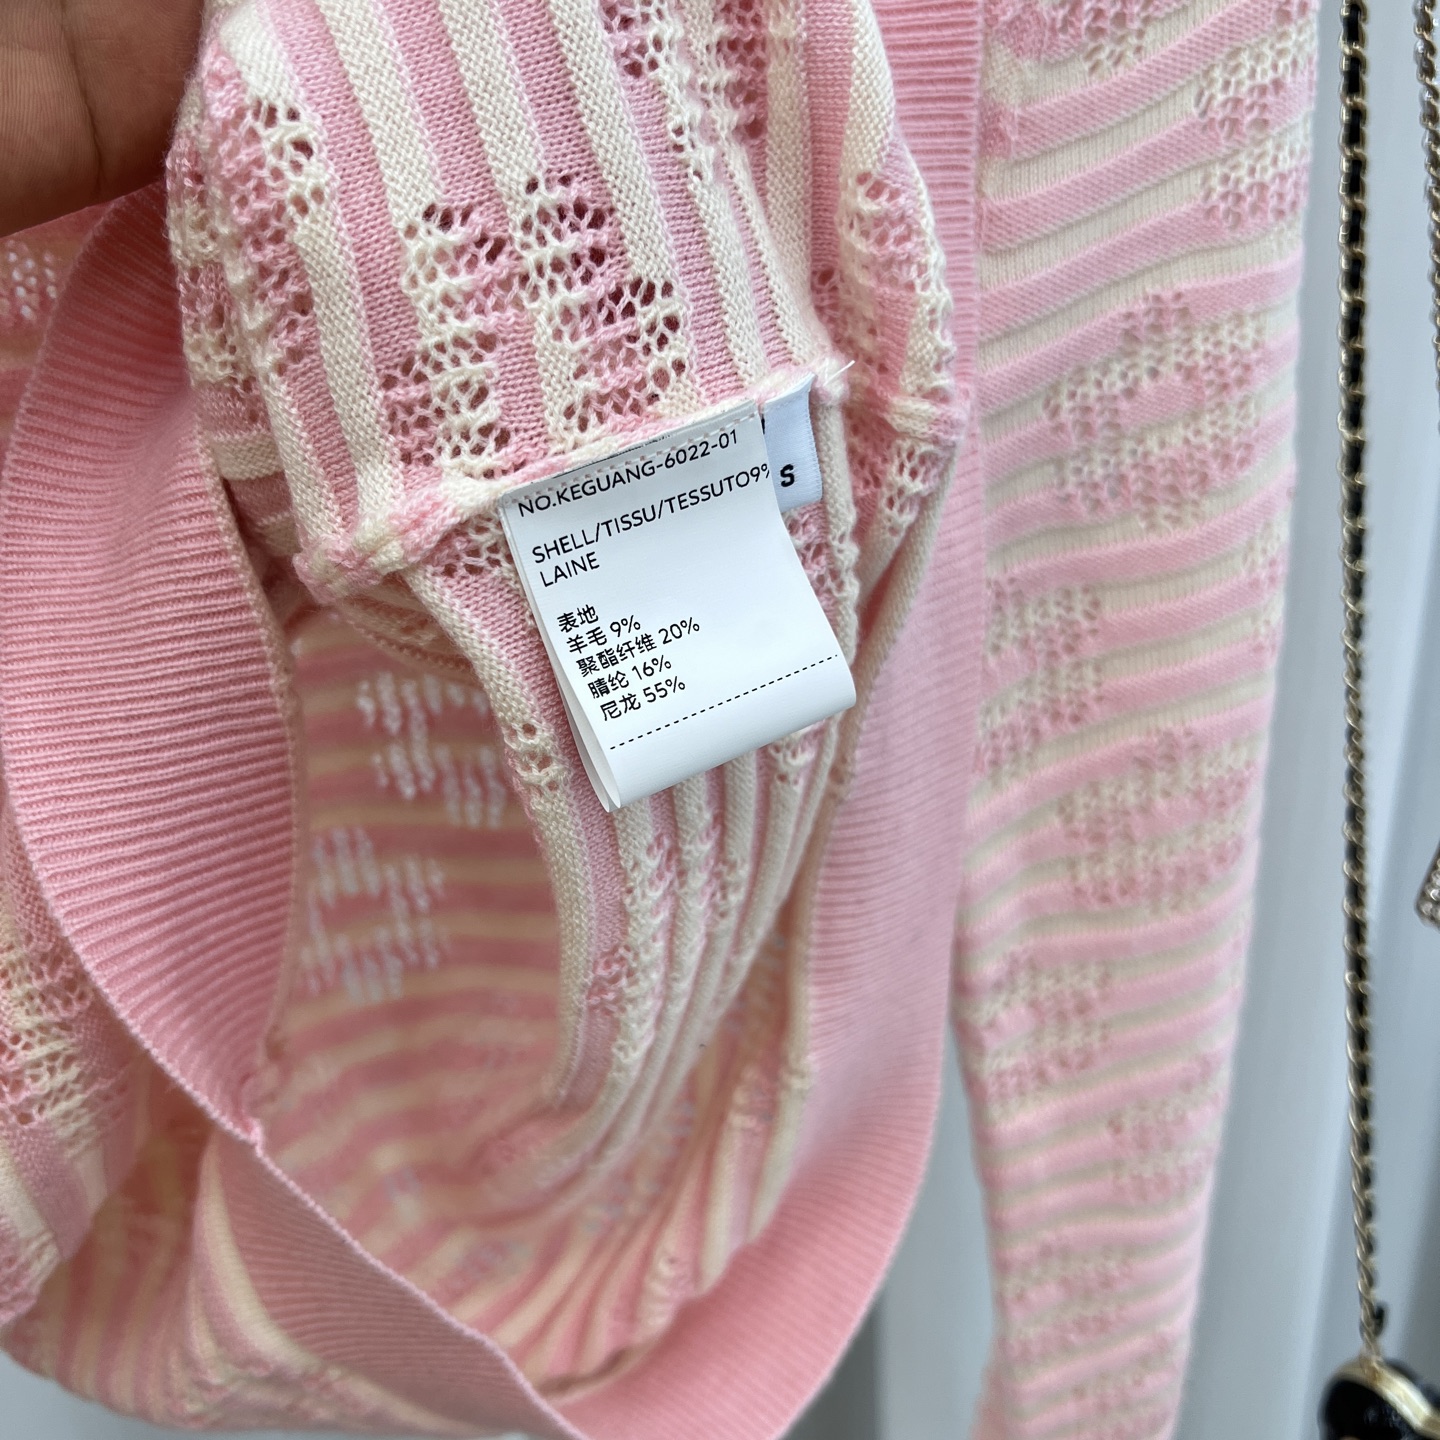 NO.KEGUANG-6022-01
SHELL/TISSU/TESSUTO9%
LAINE
表地
羊毛 9%
聚酯纤维 20%
腈纶 16%
尼龙 55%
S